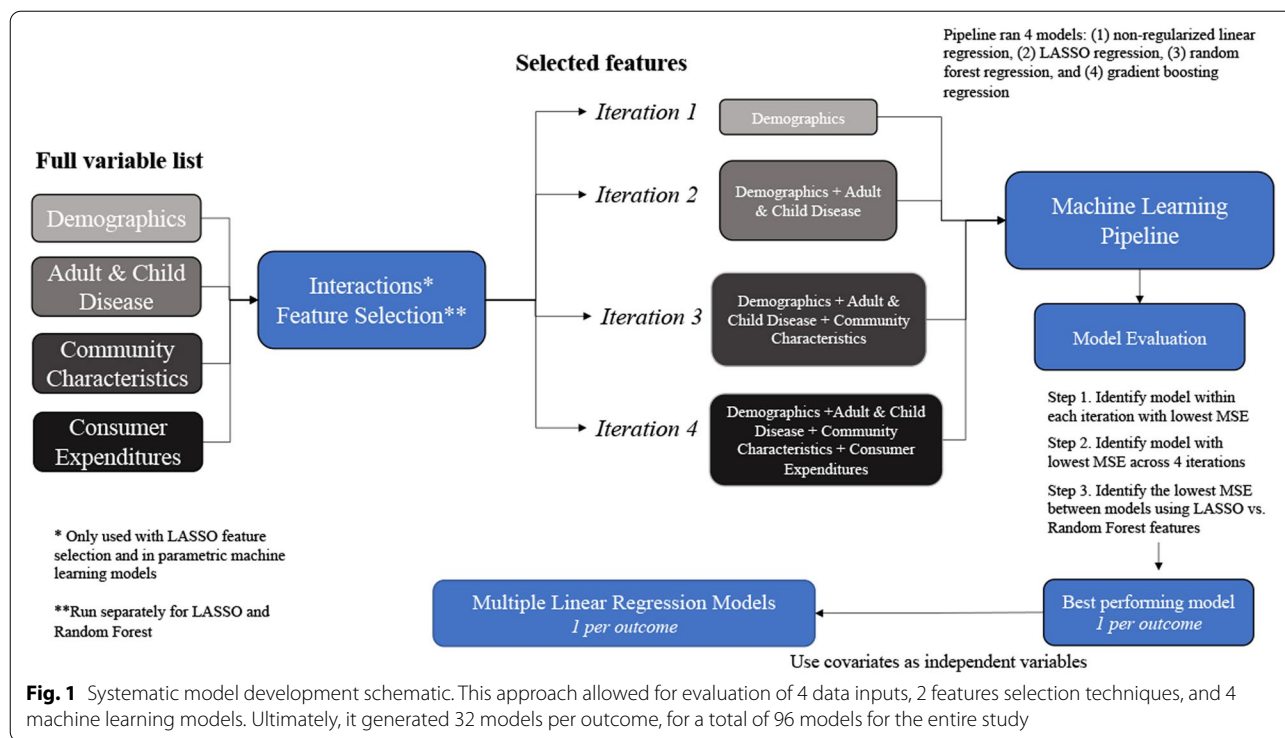 Pipeline ran 4 models: (1) non-regularized linear
regression, (2) LASSO regression, (3) random
forest regression, and (4) gradient boosting
regression
Selected features
Full variable list
Demographics
Adult & Child
Disease
Community
Characteristics
Consumer
Expenditures
Interactions*
Feature Selection**
Iteration 1
Demographics
Iteration 2
Demographics + Adult
& Child Disease
Iteration 3
Demographics + Adult &
Child Disease + Community
Characteristics
Iteration 4
Demographics +Adult & Child
Disease + Community
Characteristics + Consumer
Expenditures
Machine Learning
Pipeline
Model Evaluation
Step 1. Identify model within
each iteration with lowest MSE
Step 2. Identify model with
lowest MSE across 4 iterations
Step 3. Identify the lowest MSE
between models using LASSO vs.
Random Forest features
* Only used with LASSO feature
selection and in parametric machine
learning models
**Run separately for LASSO and
Random Forest
Multiple Linear Regression Models
1 per outcome
Best performing model
1 per outcome
Use covariates as independent variables
Fig. 1 Systematic model development schematic. This approach allowed for evaluation of 4 data inputs, 2 features selection techniques, and 4
machine learning models. Ultimately, it generated 32 models per outcome, for a total of 96 models for the entire study